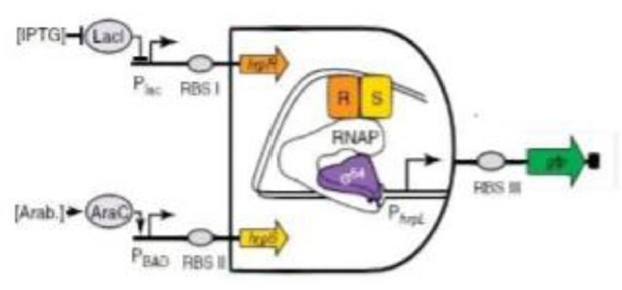 [IPTG] LacI
Plac RBS I hrpR
R S
RNAP
σ54
PhrpL
RBS III gfp
[Arab.] AraC
PBAD RBS II hrpS